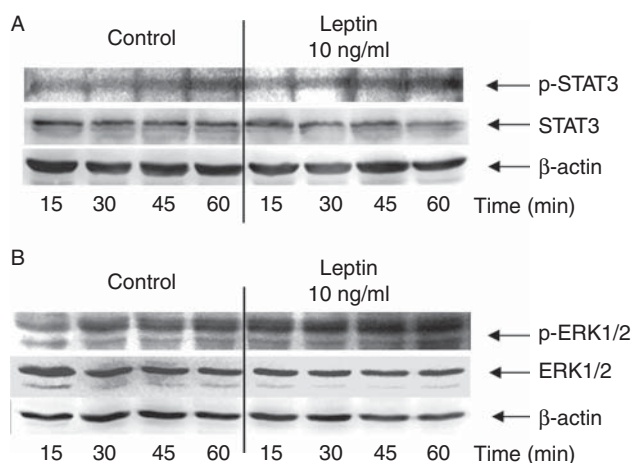 A
Control
Leptin
10 ng/ml
p-STAT3
STAT3
β-actin
15 30 45 60 15 30 45 60 Time (min)
B
Control
Leptin
10 ng/ml
p-ERK1/2
ERK1/2
β-actin
15 30 45 60 15 30 45 60 Time (min)